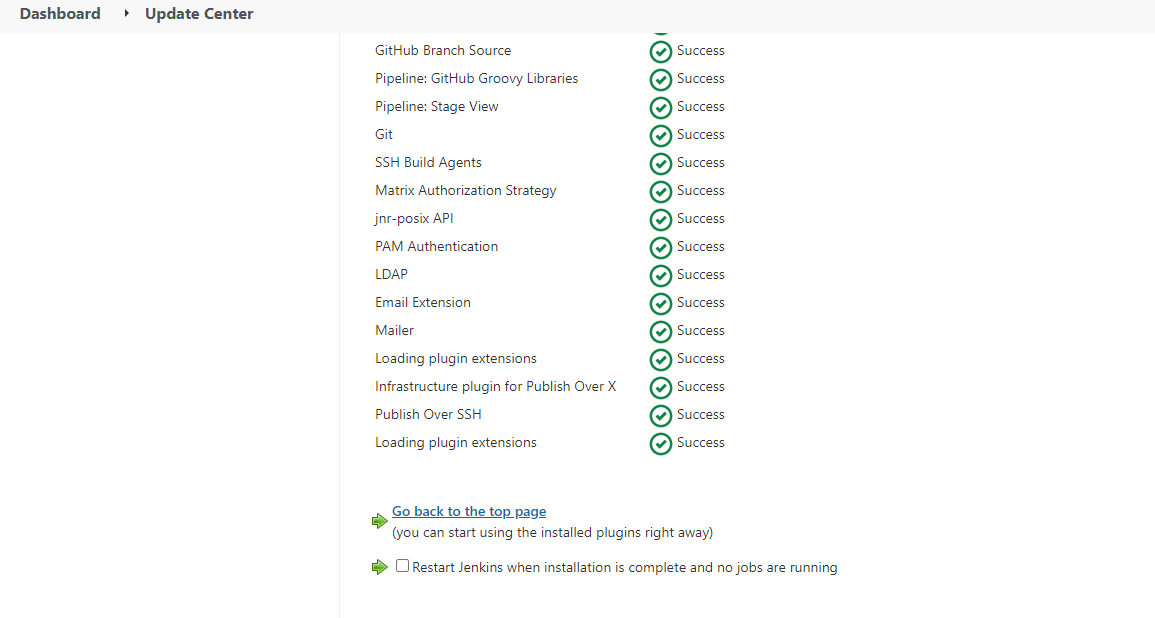 Dashboard Update Center
GitHub Branch Source Success
Pipeline: GitHub Groovy Libraries Success
Pipeline: Stage View Success
Git Success
SSH Build Agents Success
Matrix Authorization Strategy Success
jnr-posix API Success
PAM Authentication Success
LDAP Success
Email Extension Success
Mailer Success
Loading plugin extensions Success
Infrastructure plugin for Publish Over X Success
Publish Over SSH Success
Loading plugin extensions Success
Go back to the top page
(you can start using the installed plugins right away)
Restart Jenkins when installation is complete and no jobs are running